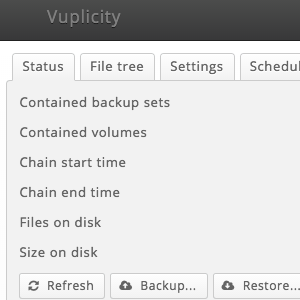 Vuplicity
Status File tree Settings Schedul
Contained backup sets
Contained volumes
Chain start time
Chain end time
Files on disk
Size on disk
Refresh Backup... Restore...